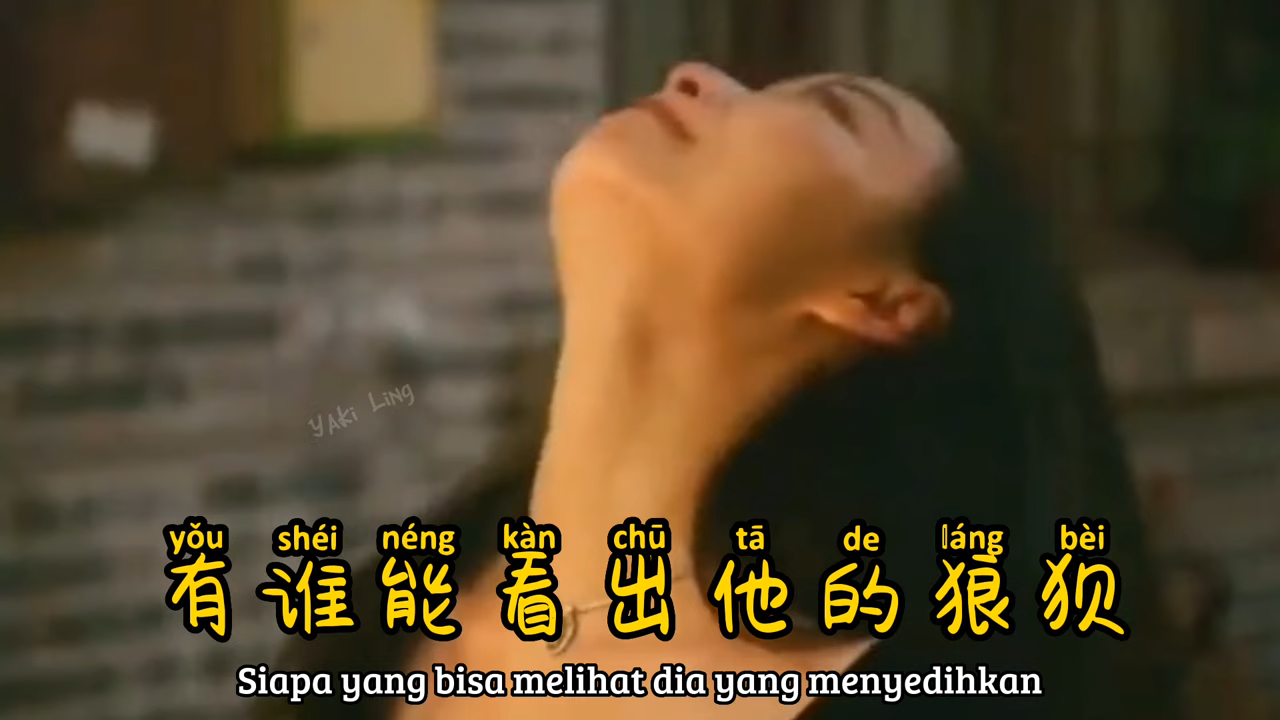 YAKI LING
yǒu shéi néng kàn chū tā de láng bèi
有谁能看出他的狼狈
Siapa yang bisa melihat dia yang menyedihkan